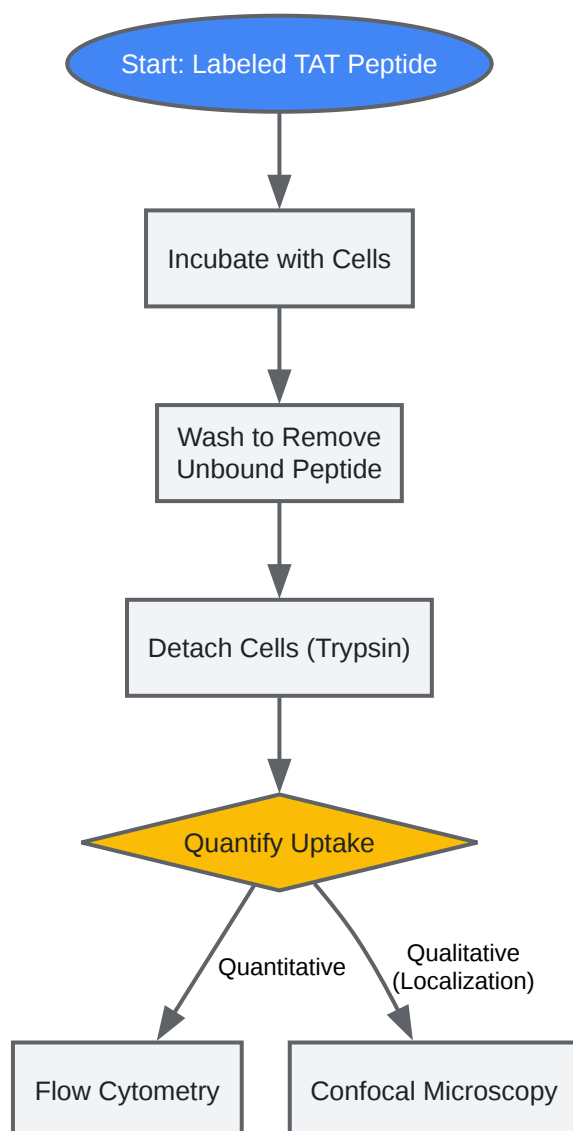 Start: Labeled TAT Peptide
Incubate with Cells
Wash to Remove
Unbound Peptide
Detach Cells (Trypsin)
Quantify Uptake
Quantitative
Qualitative
(Localization)
Flow Cytometry
Confocal Microscopy